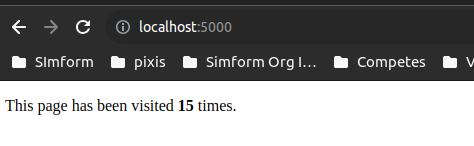 localhost:5000
SImform pixis Simform Org I... Competes
This page has been visited 15 times.